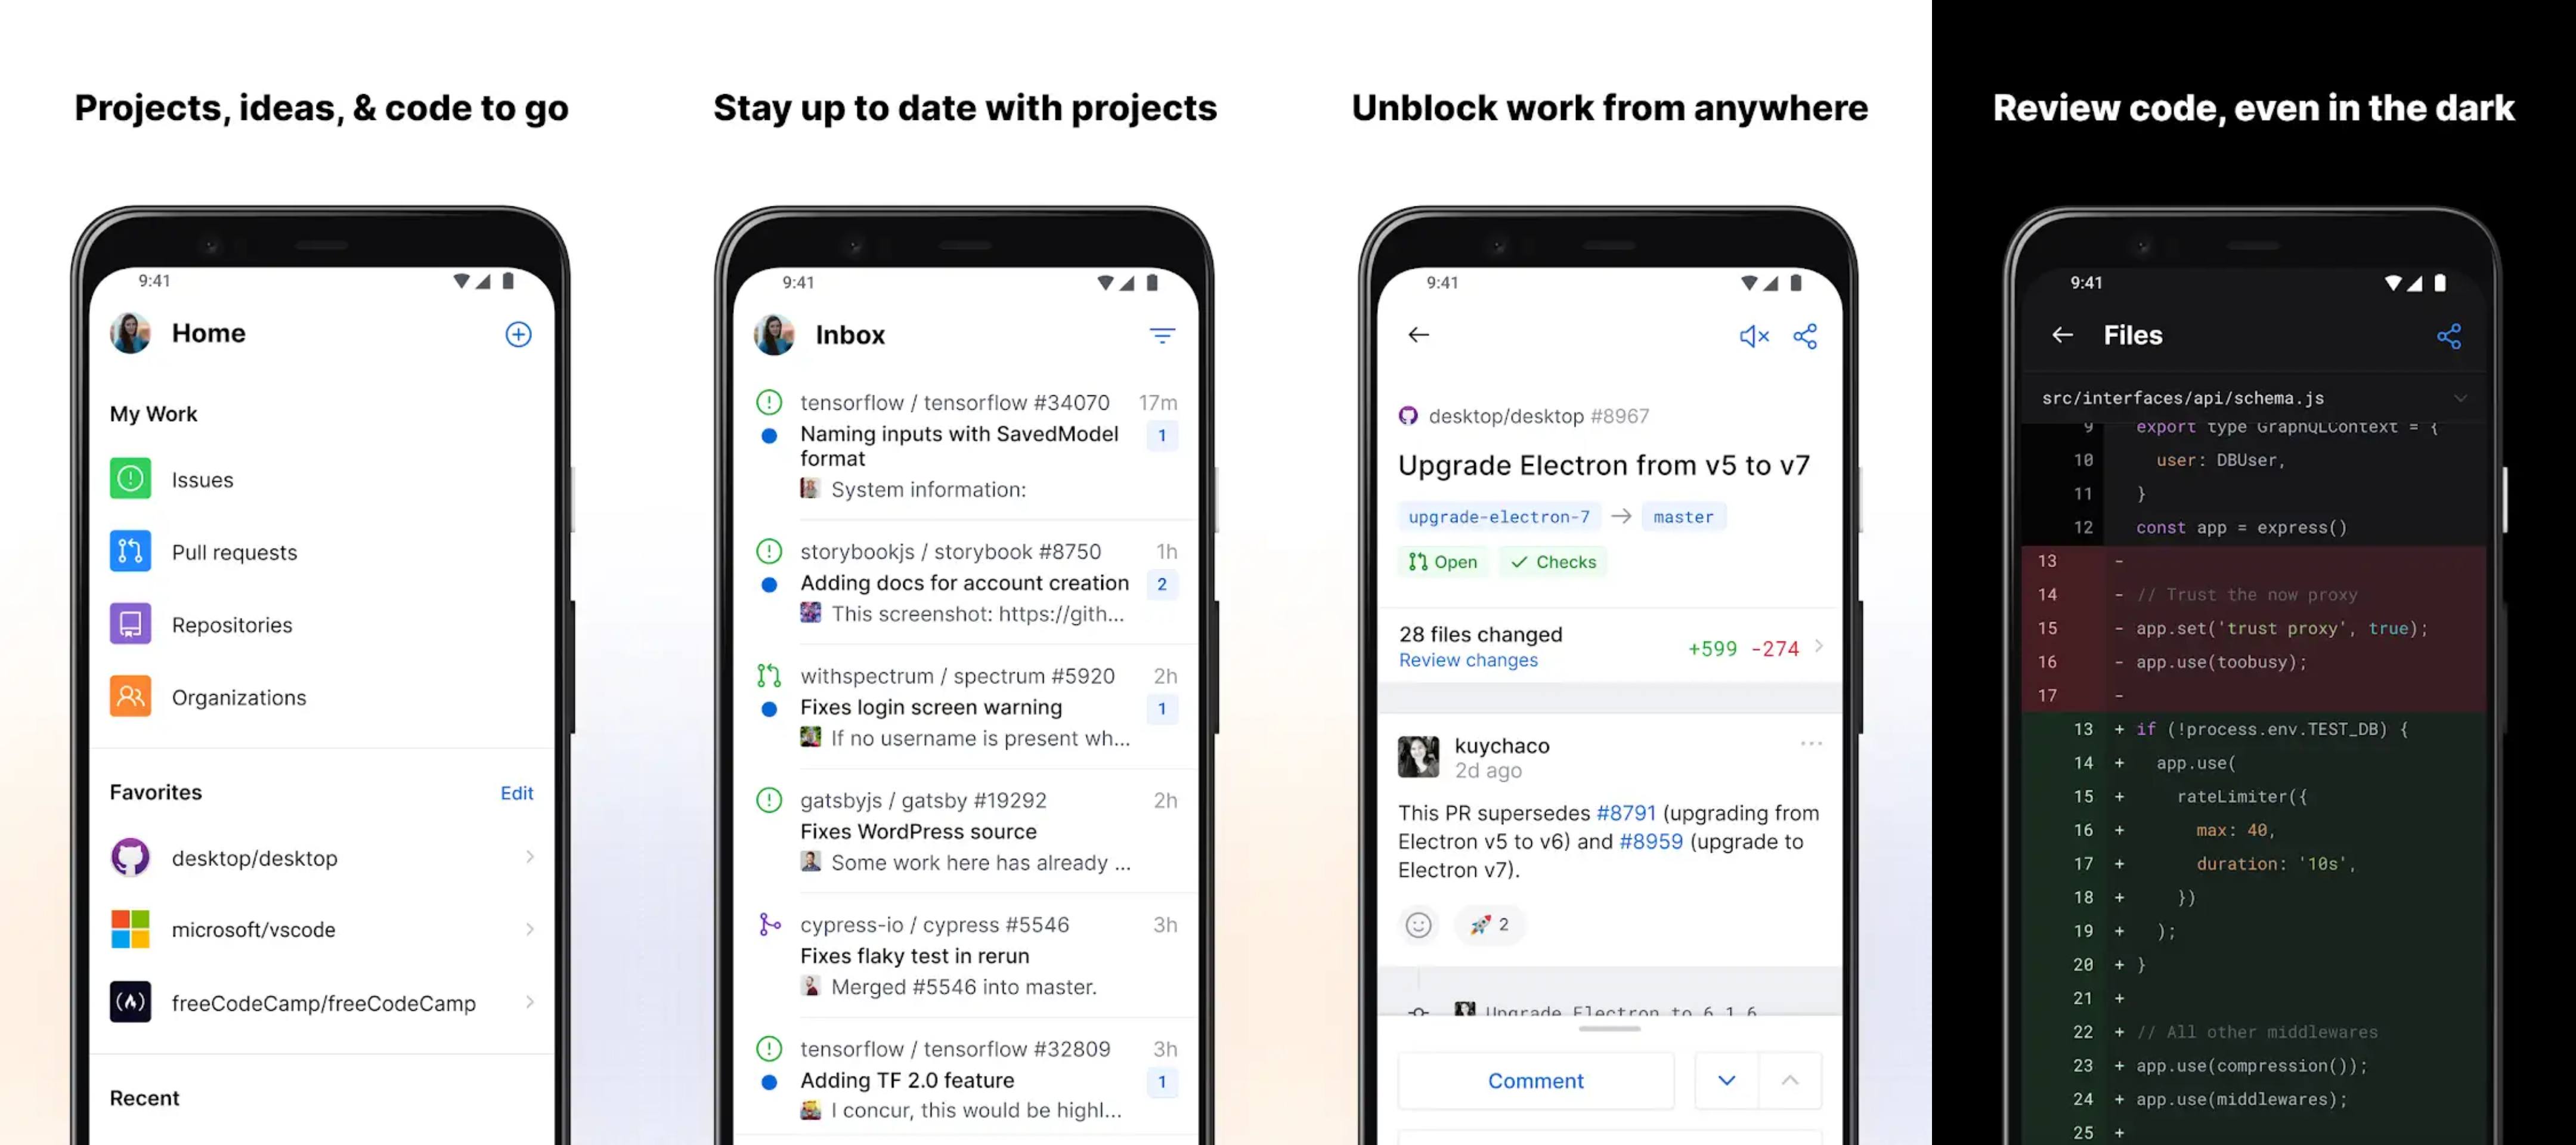 Projects, ideas, & code to go
9:41
Home
My Work
Issues
Pull requests
Repositories
Organizations
Favorites
Edit
desktop/desktop
microsoft/vscode
freeCodeCamp/freeCodeCamp
Recent
Stay up to date with projects
9:41
Inbox
tensorflow / tensorflow #34070 17m
Naming inputs with SavedModel 1
format
System information:
storybookjs / storybook #8750 1h
Adding docs for account creation 2
This screenshot: https://gith...
withspectrum / spectrum #5920 2h
Fixes login screen warning 1
If no username is present wh...
gatsbyjs / gatsby #19292 2h
Fixes WordPress source
Some work here has already ...
cypress-io / cypress #5546 3h
Fixes flaky test in rerun
Merged #5546 into master.
tensorflow / tensorflow #32809 3h
Adding TF 2.0 feature 1
I concur, this would be highl...
Unblock work from anywhere
9:41
desktop/desktop #8967
Upgrade Electron from v5 to v7
upgrade-electron-7 → master
Open Checks
28 files changed +599 -274
Review changes
kuychaco
2d ago
This PR supersedes #8791 (upgrading from
Electron v5 to v6) and #8959 (upgrade to
Electron v7).
🚀 2
Upgrade Electron to 6.1.6
Comment
Review code, even in the dark
9:41
Files
src/interfaces/api/schema.js
9 export type GraphQLContext = {
10 user: DBUser,
11 }
12 const app = express()
13 -
14 - // Trust the now proxy
15 - app.set('trust proxy', true);
16 - app.use(toobusy);
17 -
13 + if (!process.env.TEST_DB) {
14 + app.use(
15 + rateLimiter({
16 + max: 40,
17 + duration: '10s',
18 + })
19 + );
20 + }
21 +
22 + // All other middlewares
23 + app.use(compression());
24 + app.use(middlewares);
25 +